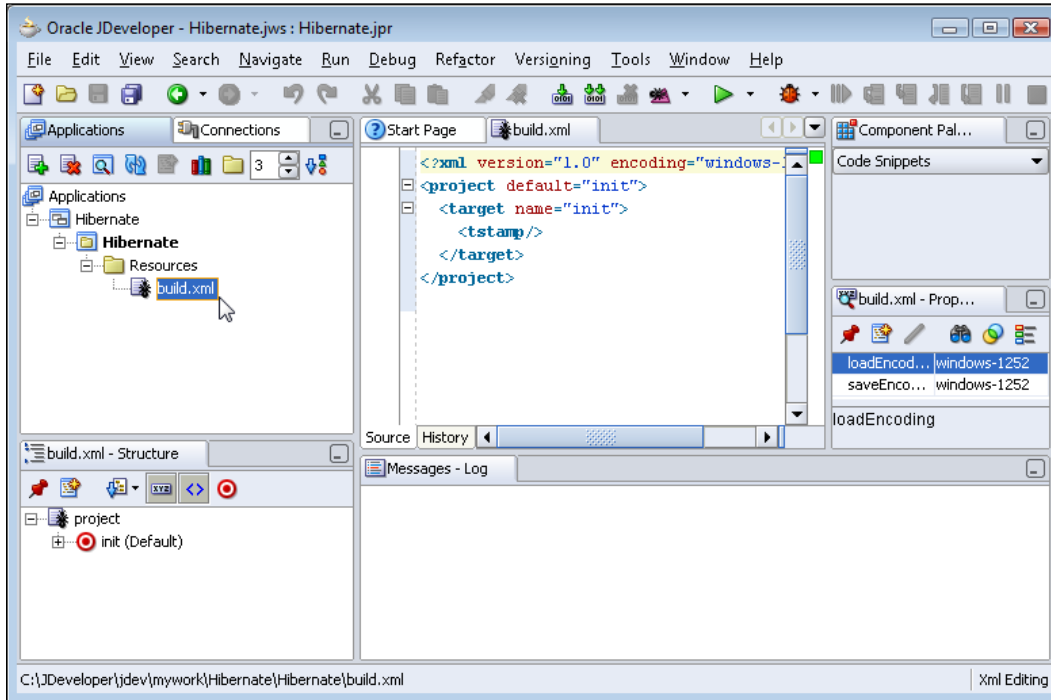 Oracle JDeveloper - Hibernate.jws : Hibernate.jpr
File Edit View Search Navigate Run Debug Refactor Versioning Tools Window Help
Applications Connections
3
Applications
Hibernate
Hibernate
Resources
build.xml
Start Page build.xml
<?xml version="1.0" encoding="windows-
<project default="init">
<target name="init">
<tstamp/>
</target>
</project>
Source History
Component Pal...
Code Snippets
build.xml - Prop...
loadEncod... windows-1252
saveEnco... windows-1252
loadEncoding
build.xml - Structure
XYZ <>
project
init (Default)
Messages - Log
C:\JDeveloper\jdev\mywork\Hibernate\Hibernate\build.xml Xml Editing